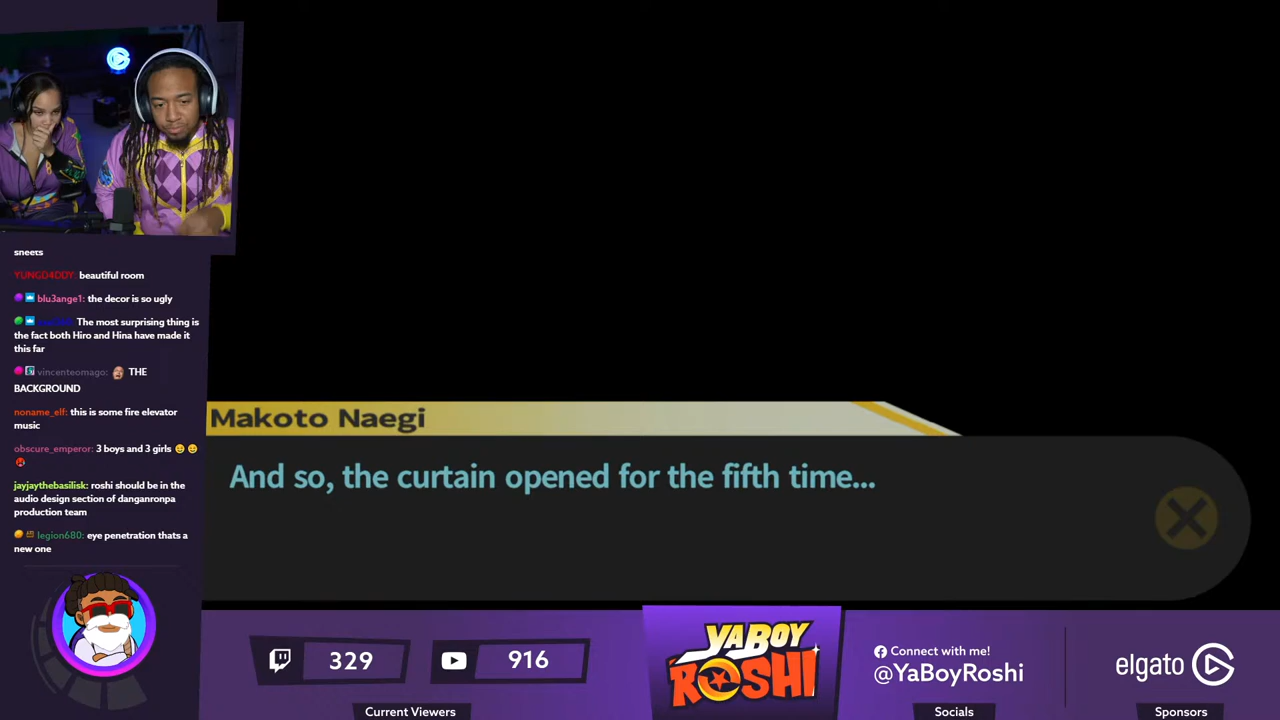 sneets
YUNGD4DDY: beautiful room
blu3ange1: the decor is so ugly
The most surprising thing is
the fact both Hiro and Hina have made it
this far
vincenteomago: THE
BACKGROUND
noname_elf: this is some fire elevator
music
obscure_emperor: 3 boys and 3 girls
jayjaythebasilisk: roshi should be in the
audio design section of danganronpa
production team
legion680: eye penetration thats a
new one
Makoto Naegi
And so, the curtain opened for the fifth time...
329
916
Current Viewers
YABOY
ROSHI
Connect with me!
@YaBoyRoshi
Socials
elgato
Sponsors